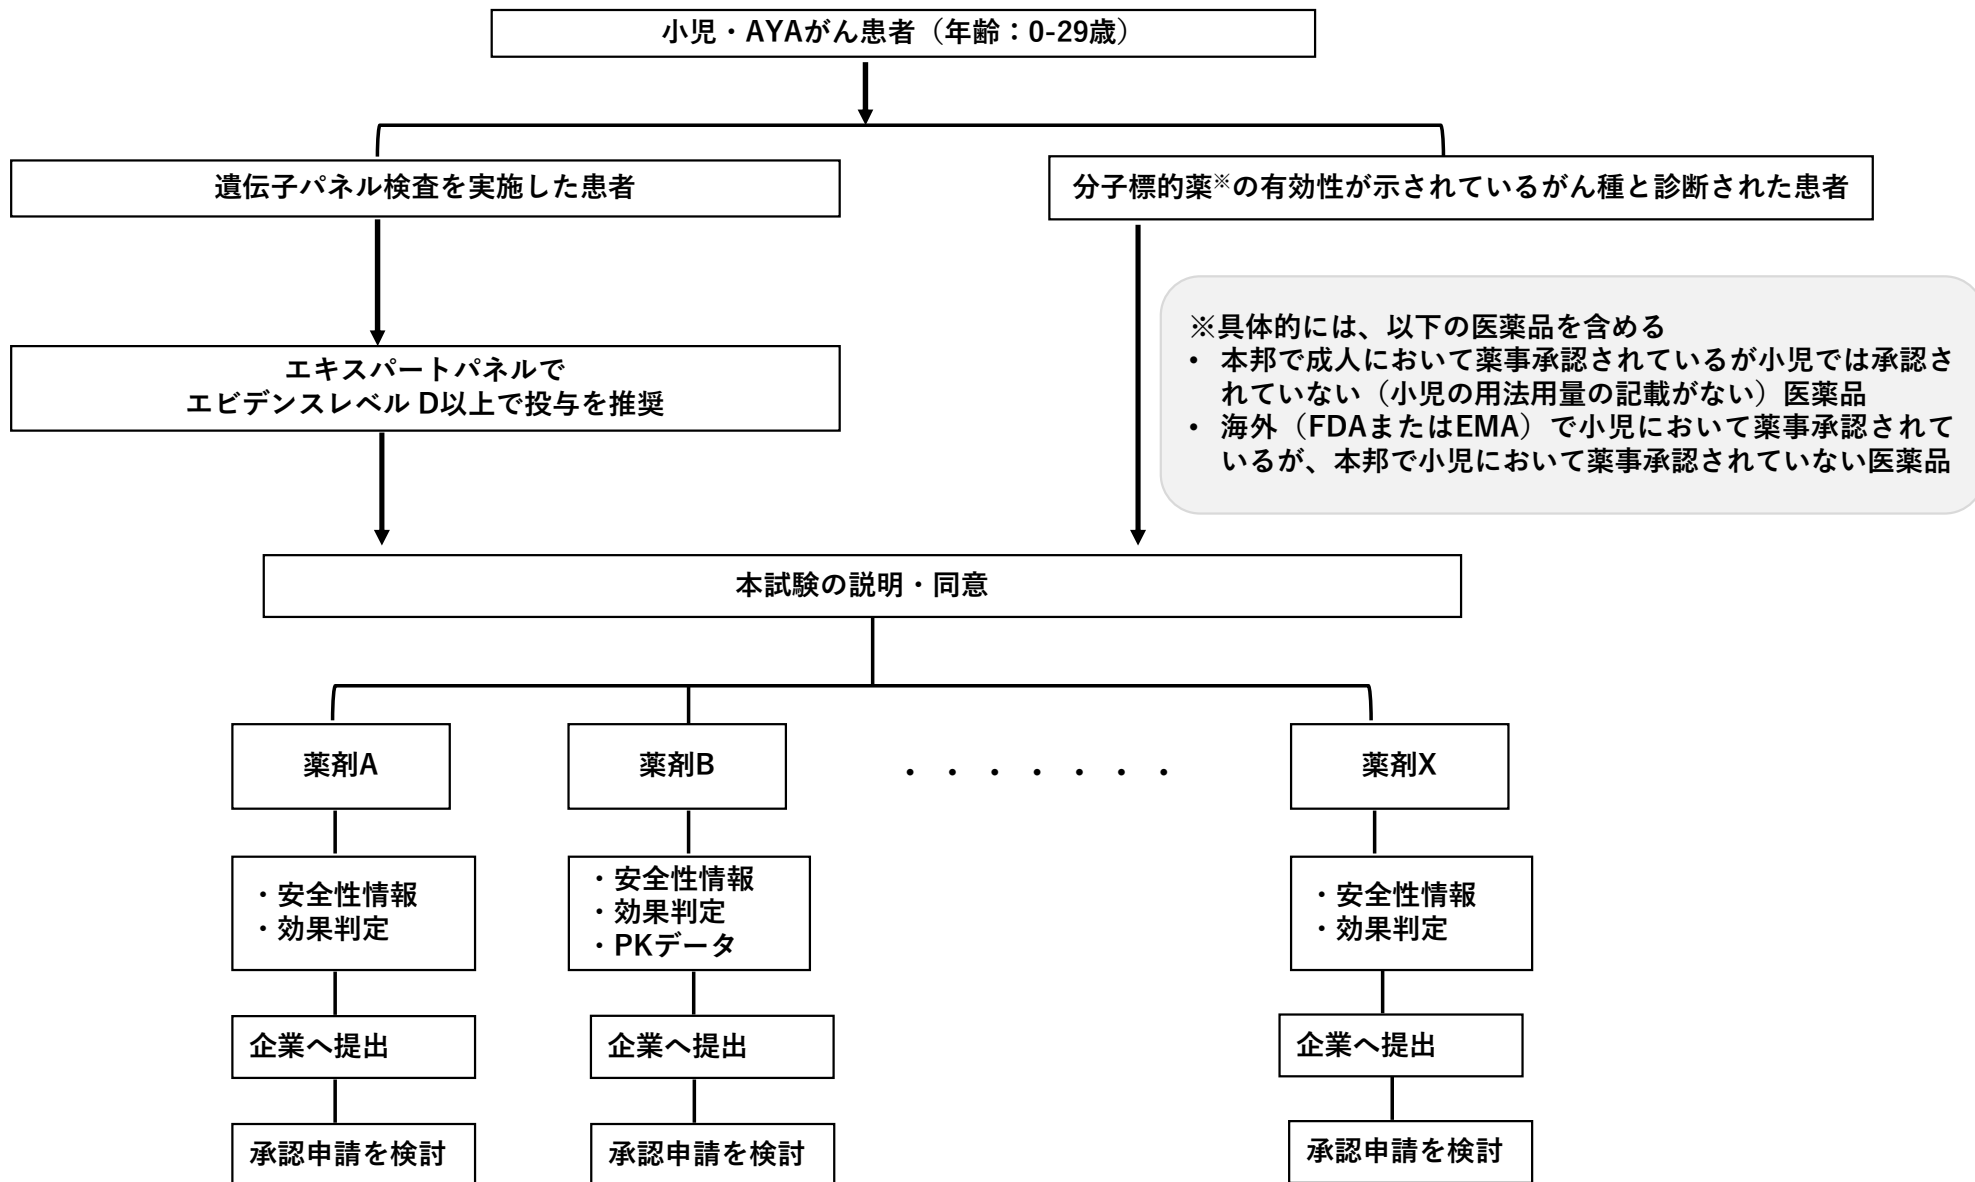 小児・AYAがん患者（年齢：0-29歳）
遺伝子パネル検査を実施した患者
分子標的薬※の有効性が示されているがん種と診断された患者
エキスパートパネルで
エビデンスレベル D以上で投与を推奨
※具体的には、以下の医薬品を含める
• 本邦で成人において薬事承認されているが小児では承認さ
れていない（小児の用法用量の記載がない）医薬品
• 海外（FDAまたはEMA）で小児において薬事承認されて
いるが、本邦で小児において薬事承認されていない医薬品
本試験の説明・同意
薬剤A
薬剤B
・・・・・・・
薬剤X
・安全性情報
・効果判定
・安全性情報
・効果判定
・PKデータ
・安全性情報
・効果判定
企業へ提出
企業へ提出
企業へ提出
承認申請を検討
承認申請を検討
承認申請を検討